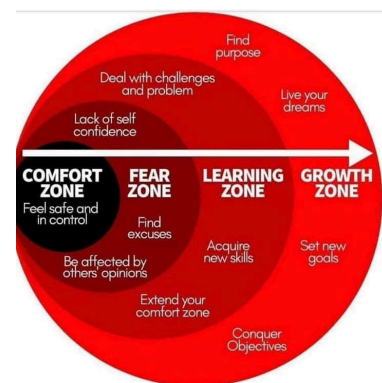 Find
purpose
Deal with challenges
and problem
Live your
dreams
Lack of self
confidence
COMFORT
ZONE
Feel safe and
in control
FEAR
ZONE
LEARNING
ZONE
GROWTH
ZONE
Find
excuses
Be affected by
others' opinions
Acquire
new skills
Set new
goals
Extend your
comfort zone
Conquer
Objectives